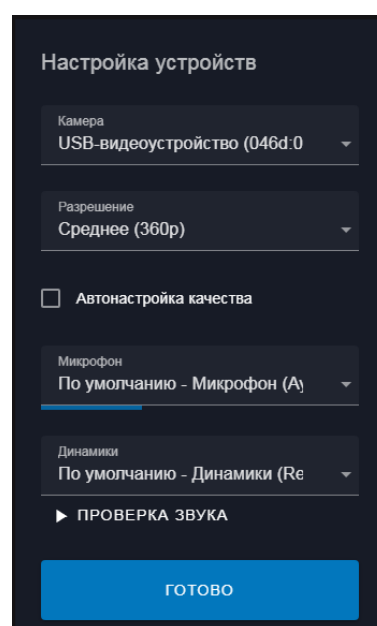 Настройка устройств
Камера
USB-видеоустройство (046d:0
Разрешение
Среднее (360p)
Автонастройка качества
Микрофон
По умолчанию - Микрофон (Ау
Динамики
По умолчанию - Динамики (Re
ПРОВЕРКА ЗВУКА
ГОТОВО